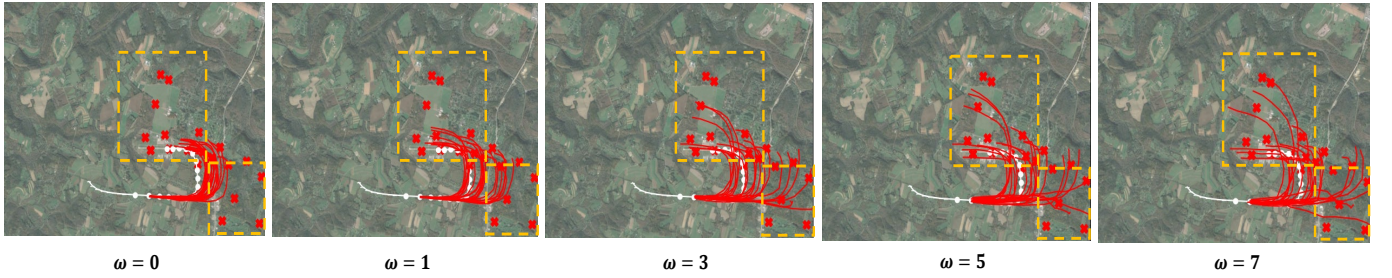 ω = 0
ω = 1
ω = 3
ω = 5
ω = 7